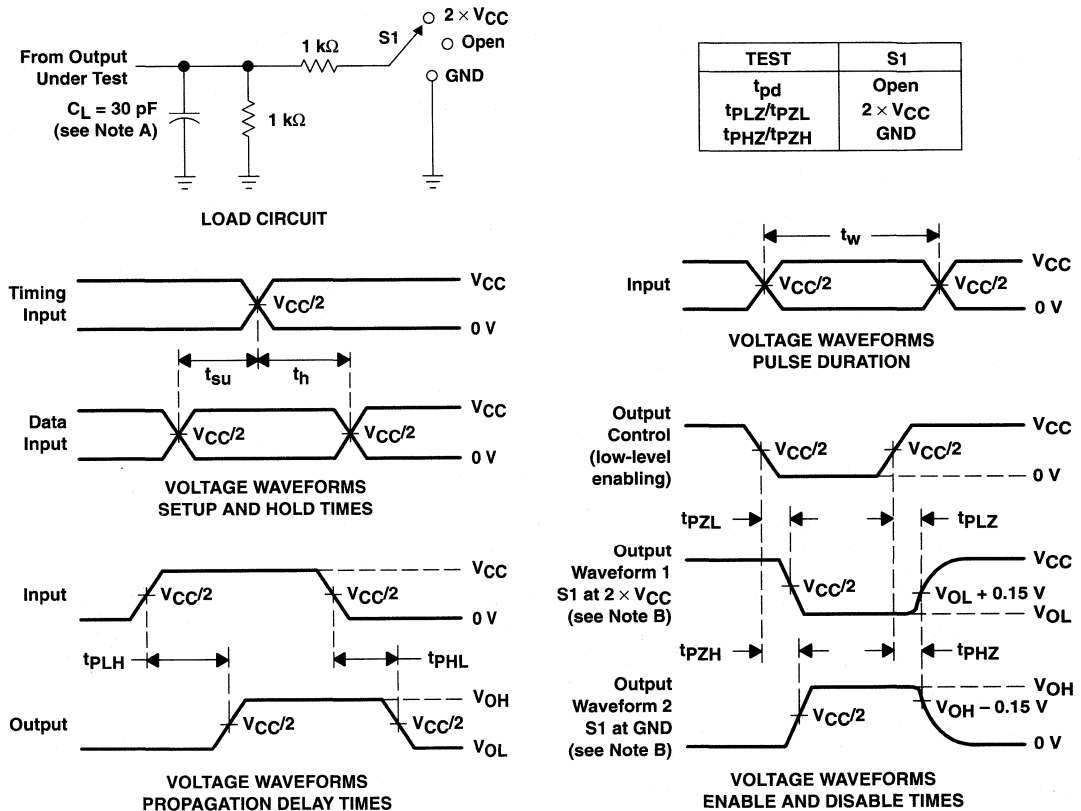 From Output
Under Test
C_L = 30 pF
(see Note A)
1 kΩ
1 kΩ
S1
2 × V_CC
Open
GND
LOAD CIRCUIT
TEST S1
t_pd Open
t_PLZ/t_PZL 2 × V_CC
t_PHZ/t_PZH GND
Timing
Input
V_CC/2
V_CC
0 V
t_su
t_h
Data
Input
V_CC/2
V_CC/2
V_CC
0 V
VOLTAGE WAVEFORMS
SETUP AND HOLD TIMES
t_w
Input
V_CC/2
V_CC/2
V_CC
0 V
VOLTAGE WAVEFORMS
PULSE DURATION
Input
V_CC/2
V_CC/2
V_CC
0 V
t_PLH
t_PHL
Output
V_CC/2
V_CC/2
V_OH
V_OL
VOLTAGE WAVEFORMS
PROPAGATION DELAY TIMES
Output
Control
(low-level
enabling)
V_CC/2
V_CC/2
V_CC
0 V
t_PZL
t_PLZ
Output
Waveform 1
S1 at 2 × V_CC
(see Note B)
V_CC/2
V_CC
V_OL + 0.15 V
V_OL
t_PZH
t_PHZ
Output
Waveform 2
S1 at GND
(see Note B)
V_CC/2
V_OH
V_OH − 0.15 V
0 V
VOLTAGE WAVEFORMS
ENABLE AND DISABLE TIMES